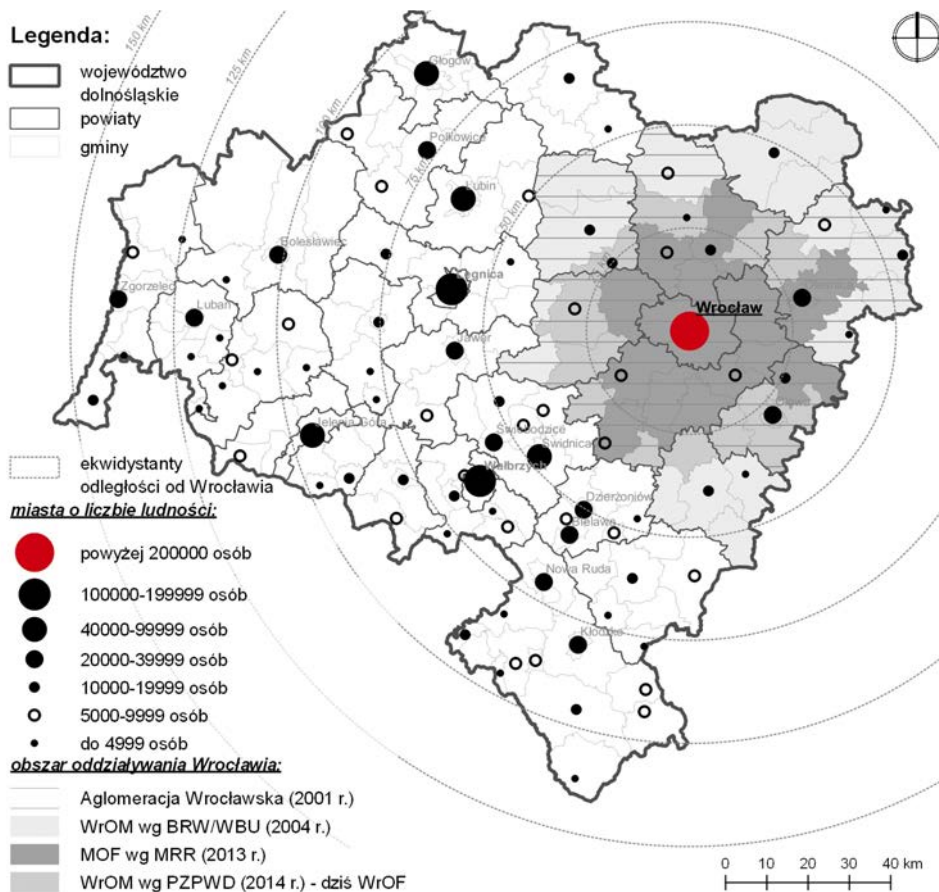 Legenda:
województwo
dolnośląskie
powiaty
gminy
ekwidystanty
odległości od Wrocławia
miasta o liczbie ludności:
powyżej 200000 osób
100000-199999 osób
40000-99999 osób
20000-39999 osób
10000-19999 osób
5000-9999 osób
do 4999 osób
obszar oddziaływania Wrocławia:
Aglomeracja Wrocławska (2001 r.)
WrOM wg BRW/WBU (2004 r.)
MOF wg MRR (2013 r.)
WrOM wg PZPWD (2014 r.) - dziś WrOF
150 km
125 km
100 km
75 km
50 km
Głogów
Polkowice
Lubin
Bolesławiec
Zgorzelec
Lubań
Wrocław
Jawor
Jelenia Góra
Świdnica
Wałbrzych
Dzierżoniów
Bielawa
Nowa Ruda
Kłodzko
0 10 20 30 40 km